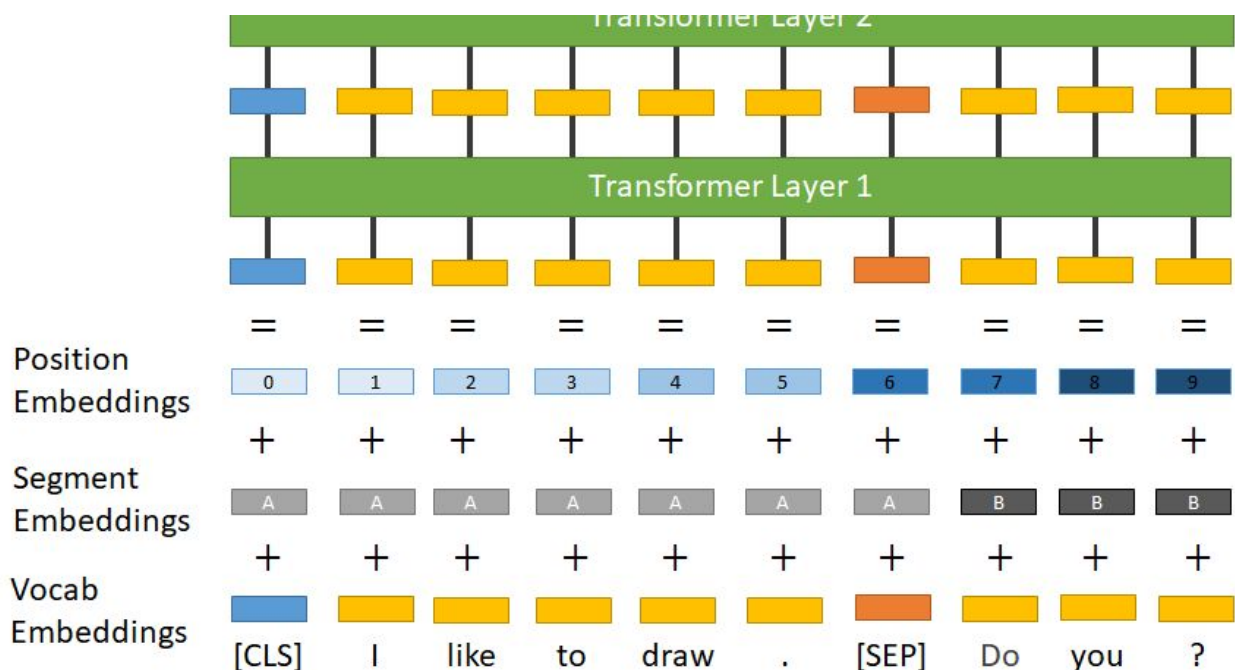 Transformer Layer 2
Transformer Layer 1
= = = = = = = = = =
Position
Embeddings
0 1 2 3 4 5 6 7 8 9
+ + + + + + + + + +
Segment
Embeddings
A A A A A A A B B B
+ + + + + + + + + +
Vocab
Embeddings
[CLS] I like to draw . [SEP] Do you ?